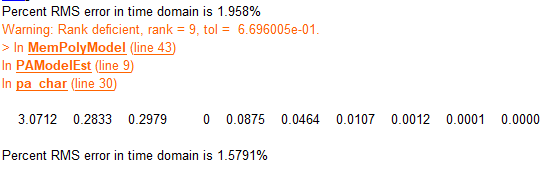 Percent RMS error in time domain is 1.958%
Warning: Rank deficient, rank = 9, tol =  6.696005e-01.
> In MemPolyModel (line 43)
In PAModelEst (line 9)
In pa_char (line 30)
3.0712 0.2833 0.2979 0 0.0875 0.0464 0.0107 0.0012 0.0001 0.0000
Percent RMS error in time domain is 1.5791%